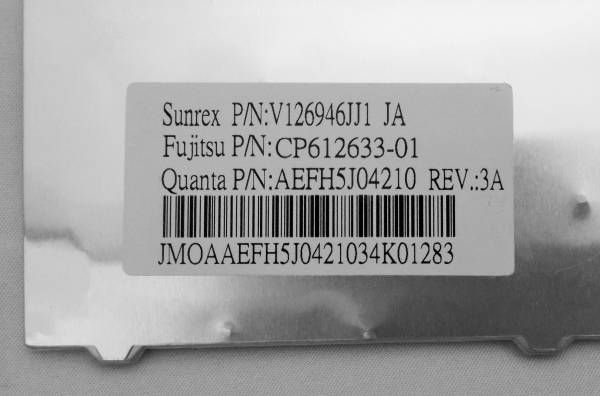 Sunrex P/N:V126946JJ1 JA
Fujitsu P/N:CP612633-01
Quanta P/N:AEFH5J04210 REV.:3A
JMOAAEFH5J0421034K01283